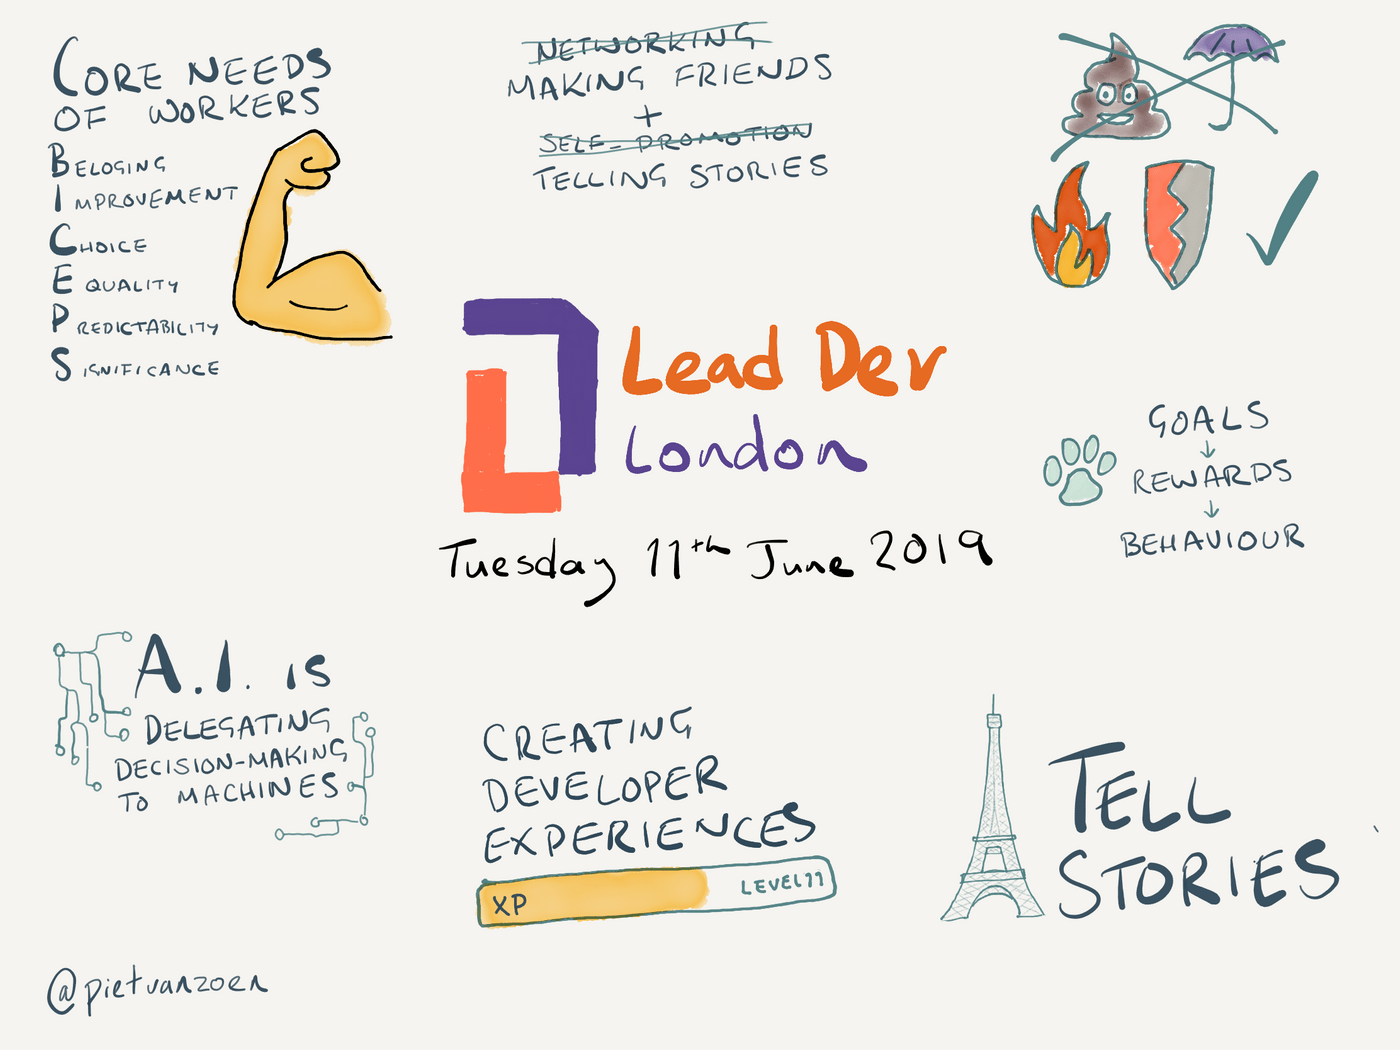 CORE NEEDS
OF WORKERS
BELOGING
IMPROVEMENT
CHOICE
EQUALITY
PREDICTABILITY
SIGNIFICANCE
NETWORKING
MAKING FRIENDS
+
SELF-PROMOTION
TELLING STORIES
Lead Dev
London
Tuesday 11th June 2019
GOALS
↓
REWARDS
↓
BEHAVIOUR
A.I. IS
DELEGATING
DECISION-MAKING
TO MACHINES
CREATING
DEVELOPER
EXPERIENCES
XP LEVEL 11
TELL
STORIES
@pietvanzoen